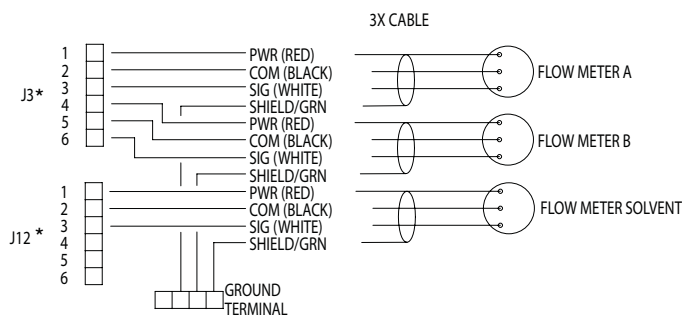 3X CABLE
J3*
1
2
3
4
5
6
PWR (RED)
COM (BLACK)
SIG (WHITE)
SHIELD/GRN
PWR (RED)
COM (BLACK)
SIG (WHITE)
SHIELD/GRN
FLOW METER A
FLOW METER B
J12 *
1
2
3
4
5
6
PWR (RED)
COM (BLACK)
SIG (WHITE)
SHIELD/GRN
FLOW METER SOLVENT
GROUND
TERMINAL